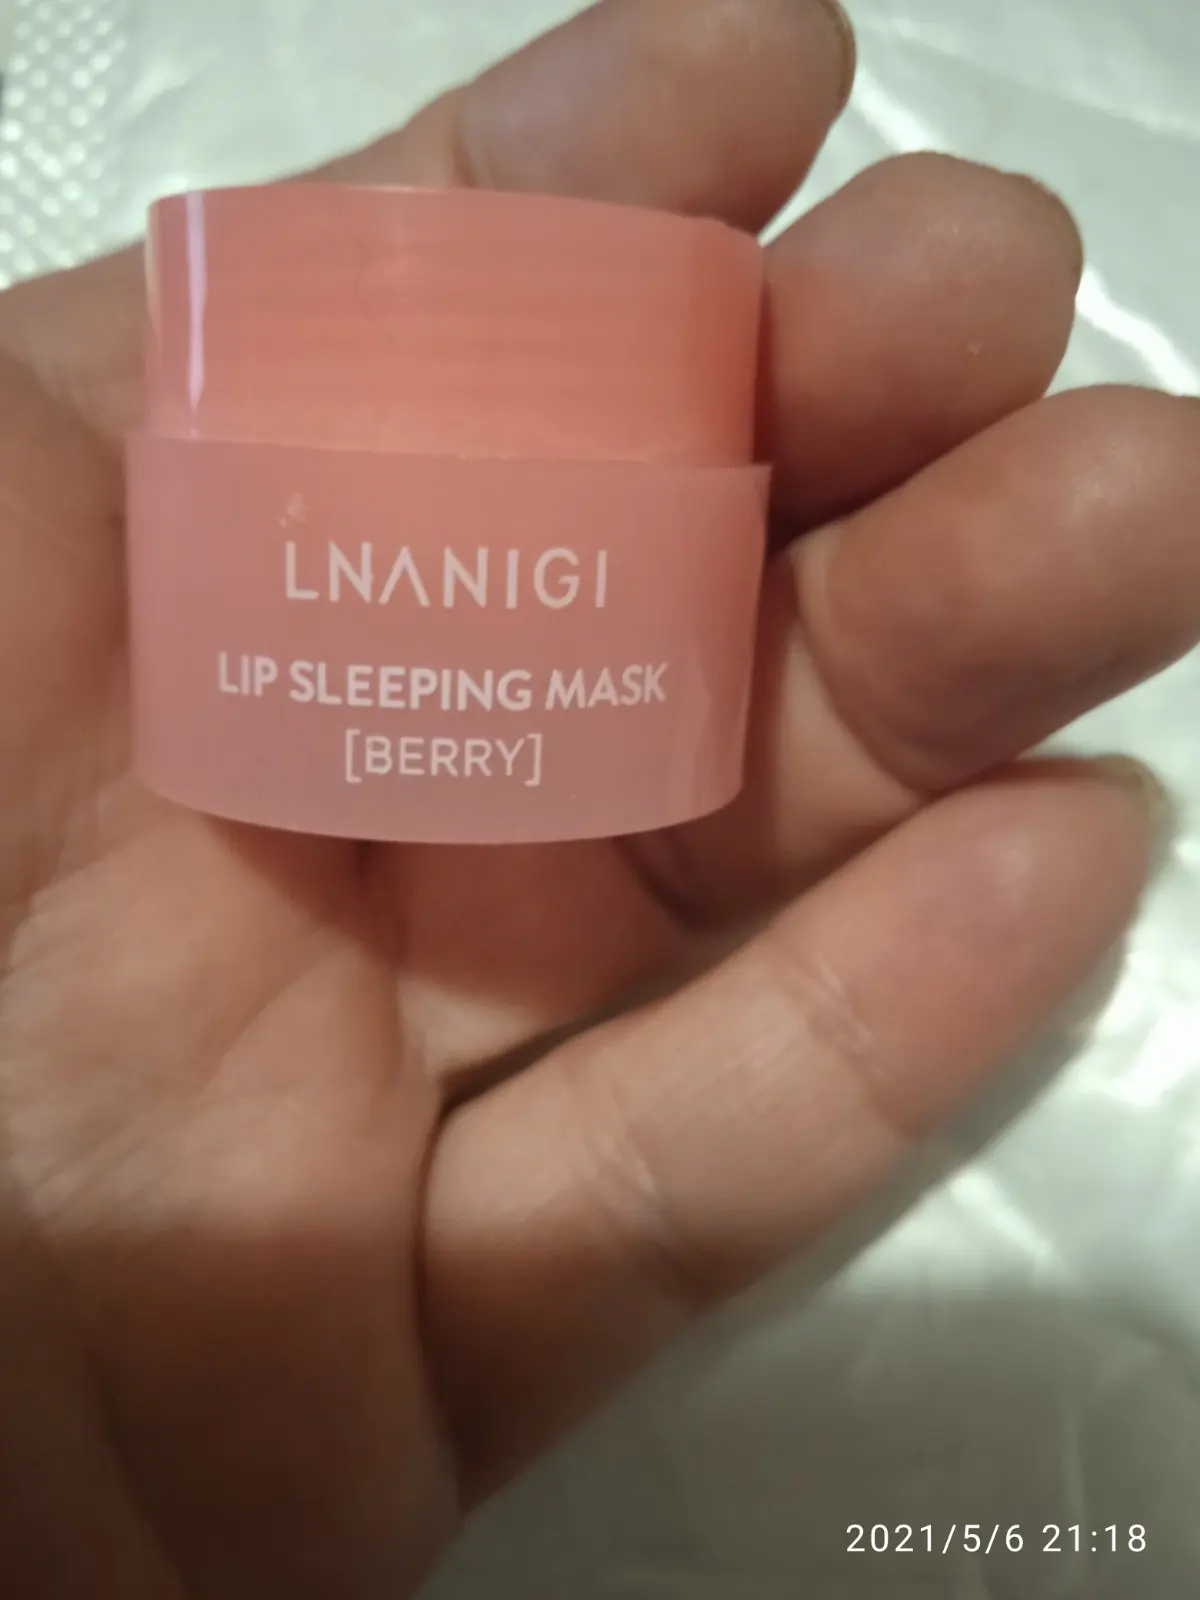 LNANIGI
LIP SLEEPING MASK
[BERRY]
2021/5/6 21:18